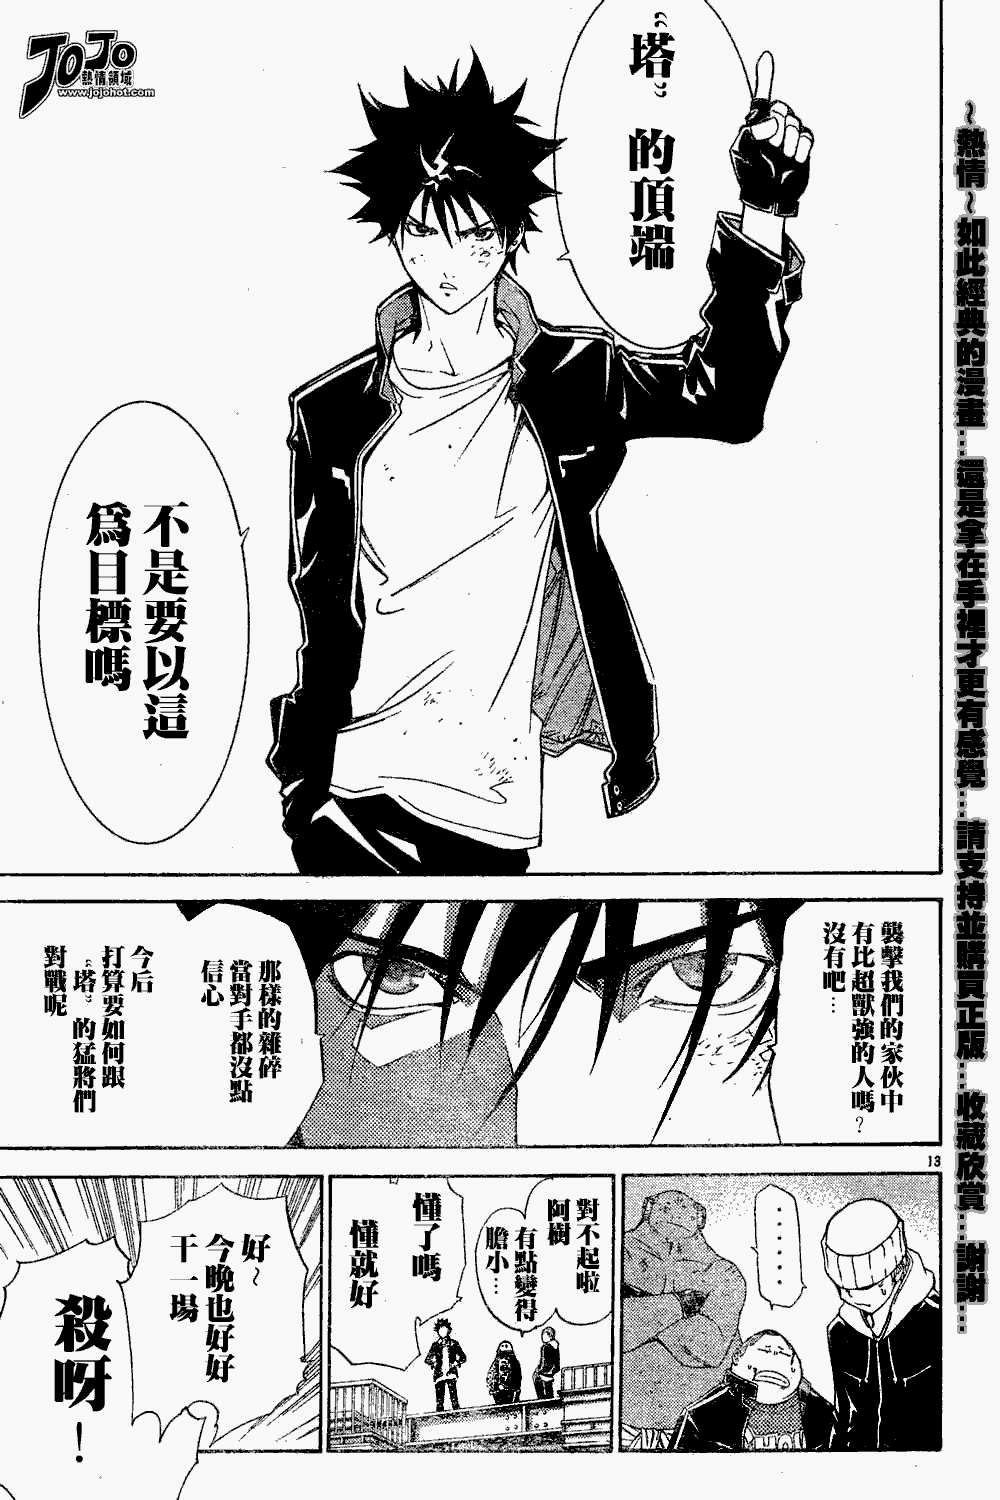 JOJO
熱情領域
www.jojohot.com
～熱情～如此經典的漫畫……還是拿在手裡才更有感覺……請支持並購買正版……收藏欣賞……謝謝……
“塔”的頂端
不是要以這
爲目標嗎
襲擊我們的家伙中
有比超獸強的人嗎？
沒有吧…
那樣的雜碎
當對手都沒點
信心
今后
打算要如何跟
“塔”的猛將們
對戰呢
13
……
對不起啦
阿樹
有點變得
膽小…
懂了嗎
懂就好
好～
今晚也好好
干一場
殺呀！